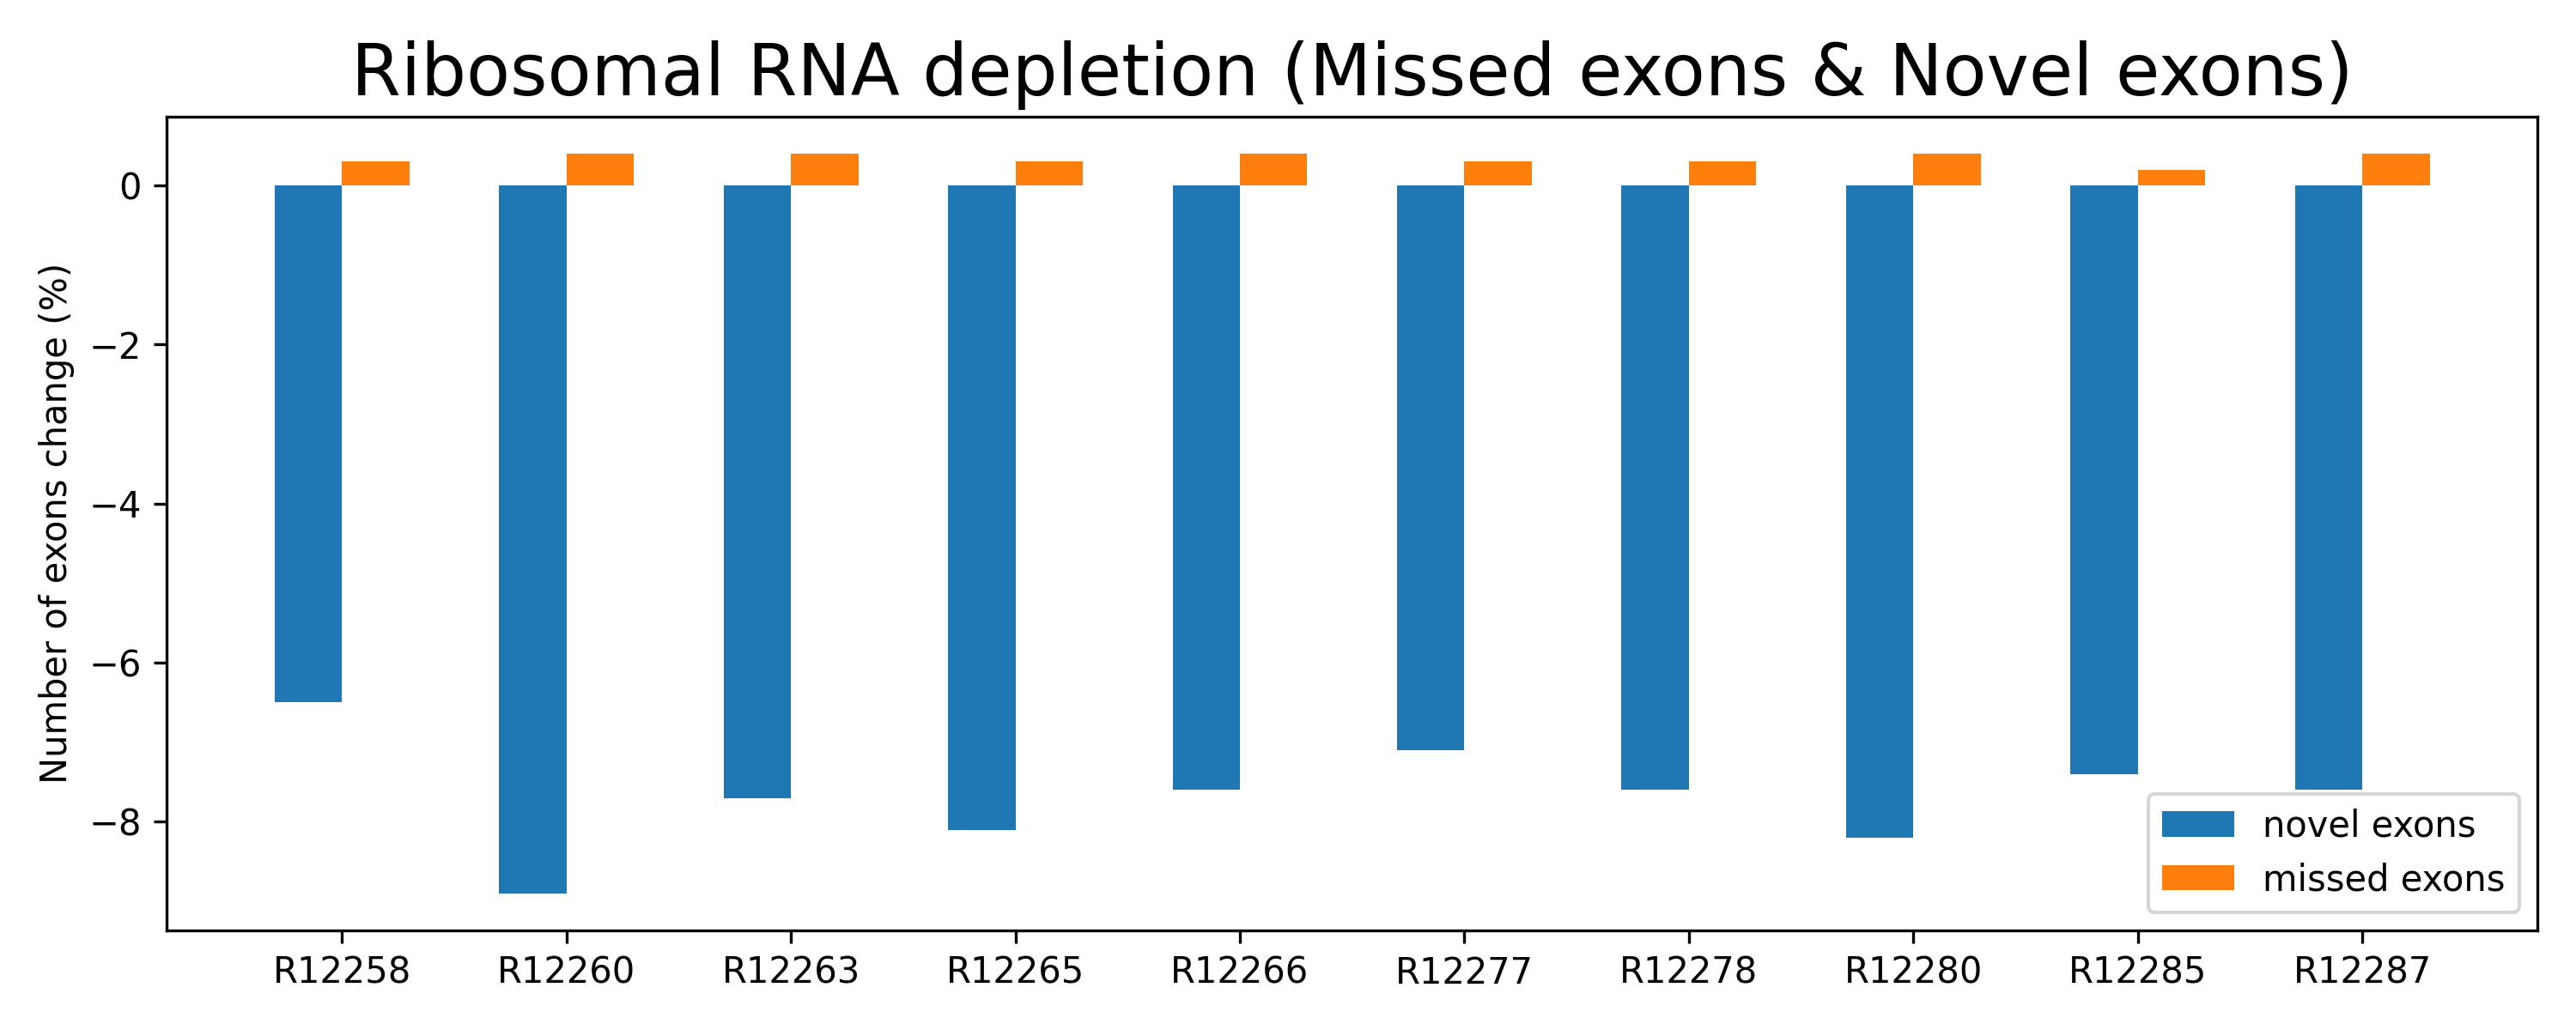 Ribosomal RNA depletion (Missed exons & Novel exons)
Number of exons change (%)
0
−2
−4
−6
−8
novel exons
missed exons
R12258 R12260 R12263 R12265 R12266 R12277 R12278 R12280 R12285 R12287